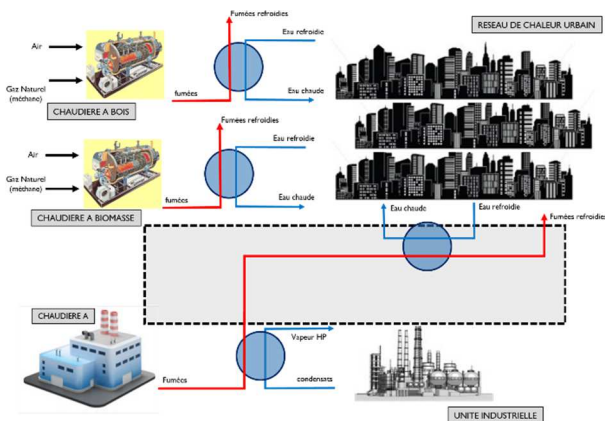 Fumées refroidies
Eau refroidie
RESEAU DE CHALEUR URBAIN
Air
Gaz Naturel
(méthane)
fumées
Eau chaude
CHAUDIERE A BOIS
Fumées refroidies
Eau refroidie
Air
Gaz Naturel
(méthane)
fumées
Eau chaude
CHAUDIERE A BIOMASSE
Eau chaude
Eau refroidie
Fumées refroidies
CHAUDIERE A
Vapeur HP
Fumées
condensats
UNITE INDUSTRIELLE